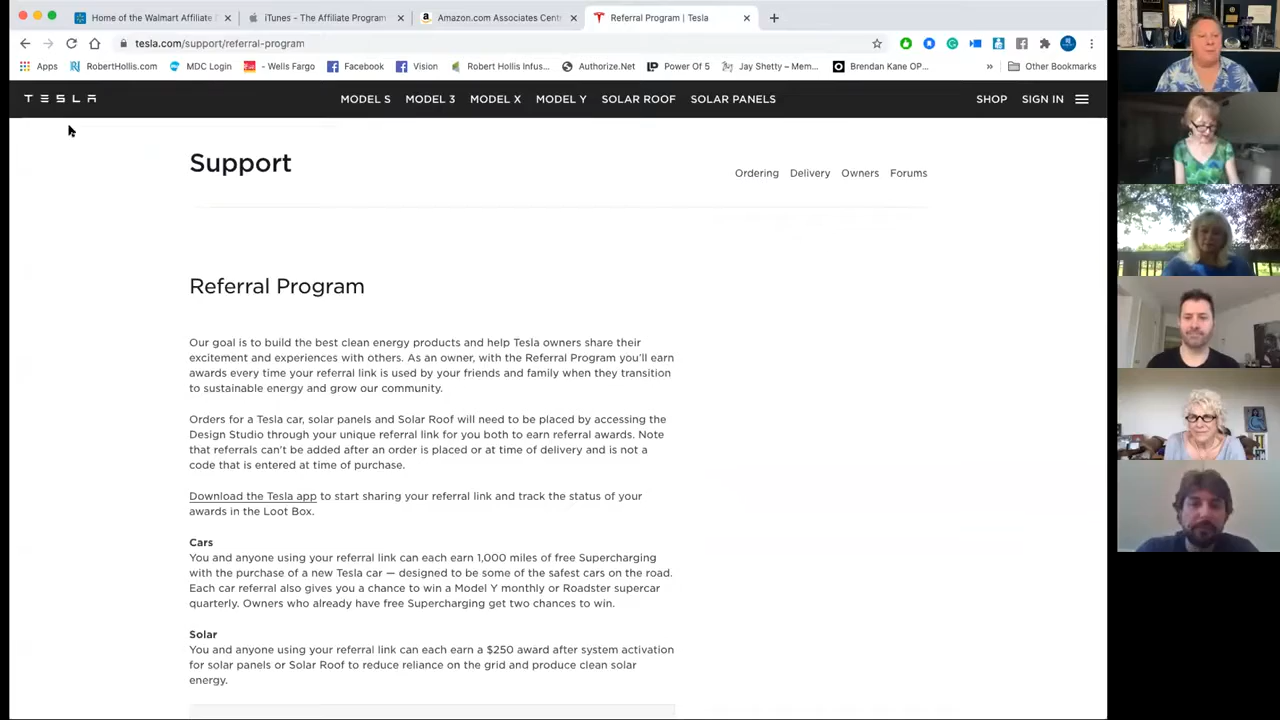 Home of the Walmart Affiliate
iTunes - The Affiliate Program
Amazon.com Associates Cent
Referral Program | Tesla
tesla.com/support/referral-program
Apps
RobertHollis.com
MDC Login
- Wells Fargo
Facebook
Vision
Robert Hollis Infus...
Authorize.Net
Power Of 5
Jay Shetty – Mem...
Brendan Kane OP...
»
Other Bookmarks
TESLA
MODEL S
MODEL 3
MODEL X
MODEL Y
SOLAR ROOF
SOLAR PANELS
SHOP
SIGN IN
Support
Ordering
Delivery
Owners
Forums
Referral Program
Our goal is to build the best clean energy products and help Tesla owners share their
excitement and experiences with others. As an owner, with the Referral Program you'll earn
awards every time your referral link is used by your friends and family when they transition
to sustainable energy and grow our community.
Orders for a Tesla car, solar panels and Solar Roof will need to be placed by accessing the
Design Studio through your unique referral link for you both to earn referral awards. Note
that referrals can't be added after an order is placed or at time of delivery and is not a
code that is entered at time of purchase.
Download the Tesla app to start sharing your referral link and track the status of your
awards in the Loot Box.
Cars
You and anyone using your referral link can each earn 1,000 miles of free Supercharging
with the purchase of a new Tesla car — designed to be some of the safest cars on the road.
Each car referral also gives you a chance to win a Model Y monthly or Roadster supercar
quarterly. Owners who already have free Supercharging get two chances to win.
Solar
You and anyone using your referral link can each earn a $250 award after system activation
for solar panels or Solar Roof to reduce reliance on the grid and produce clean solar
energy.